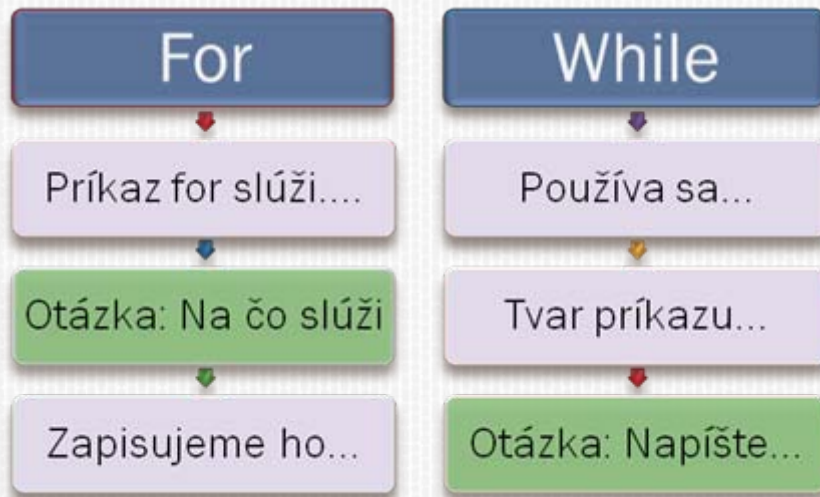 For
Príkaz for slúži....
Otázka: Na čo slúži
Zapisujeme ho...
While
Používa sa...
Tvar príkazu...
Otázka: Napíšte...